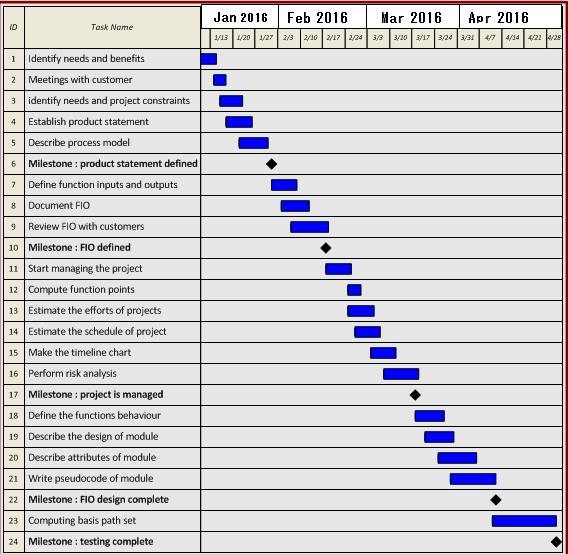 Jan 2016 Feb 2016 Mar 2016 Apr 2016
ID Task Name 1/13 1/20 1/27 2/3 2/10 2/17 2/24 3/3 3/10 3/17 3/24 3/31 4/7 4/14 4/21 4/28
1 Identify needs and benefits
2 Meetings with customer
3 identify needs and project constraints
4 Establish product statement
5 Describe process model
6 Milestone : product statement defined
7 Define function inputs and outputs
8 Document FIO
9 Review FIO with customers
10 Milestone : FIO defined
11 Start managing the project
12 Compute function points
13 Estimate the efforts of projects
14 Estimate the schedule of project
15 Make the timeline chart
16 Perform risk analysis
17 Milestone : project is managed
18 Define the functions behaviour
19 Describe the design of module
20 Describe attributes of module
21 Write pseudocode of module
22 Milestone : FIO design complete
23 Computing basis path set
24 Milestone : testing complete